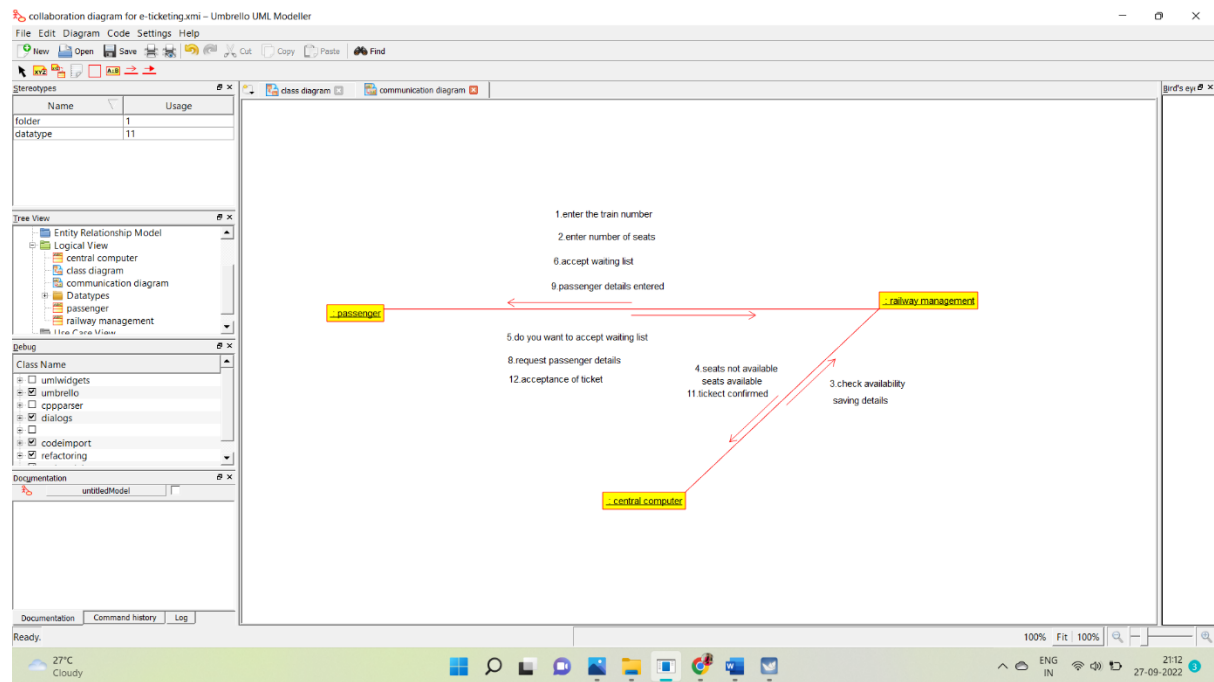 collaboration diagram for e-ticketing.xmi – Umbrello UML Modeller
File Edit Diagram Code Settings Help
New Open Save Cut Copy Paste Find
XYZ A:B
Stereotypes
class diagram communication diagram
Bird's eye
Name Usage
folder 1
datatype 11
Tree View
Entity Relationship Model
Logical View
central computer
class diagram
communication diagram
Datatypes
passenger
railway management
Use Case View
Debug
Class Name
umlwidgets
umbrello
cppparser
dialogs
codeimport
refactoring
Documentation
untitledModel
Documentation Command history Log
1.enter the train number
2.enter number of seats
6.accept waiting list
9.passenger details entered
: passenger
: railway management
5.do you want to accept waiting list
8.request passenger details
12.acceptance of ticket
4.seats not available
seats available
11.tickect confirmed
3.check availability
saving details
: central computer
Ready.
100% Fit 100%
27°C
Cloudy
ENG
IN
21:12
27-09-2022
3